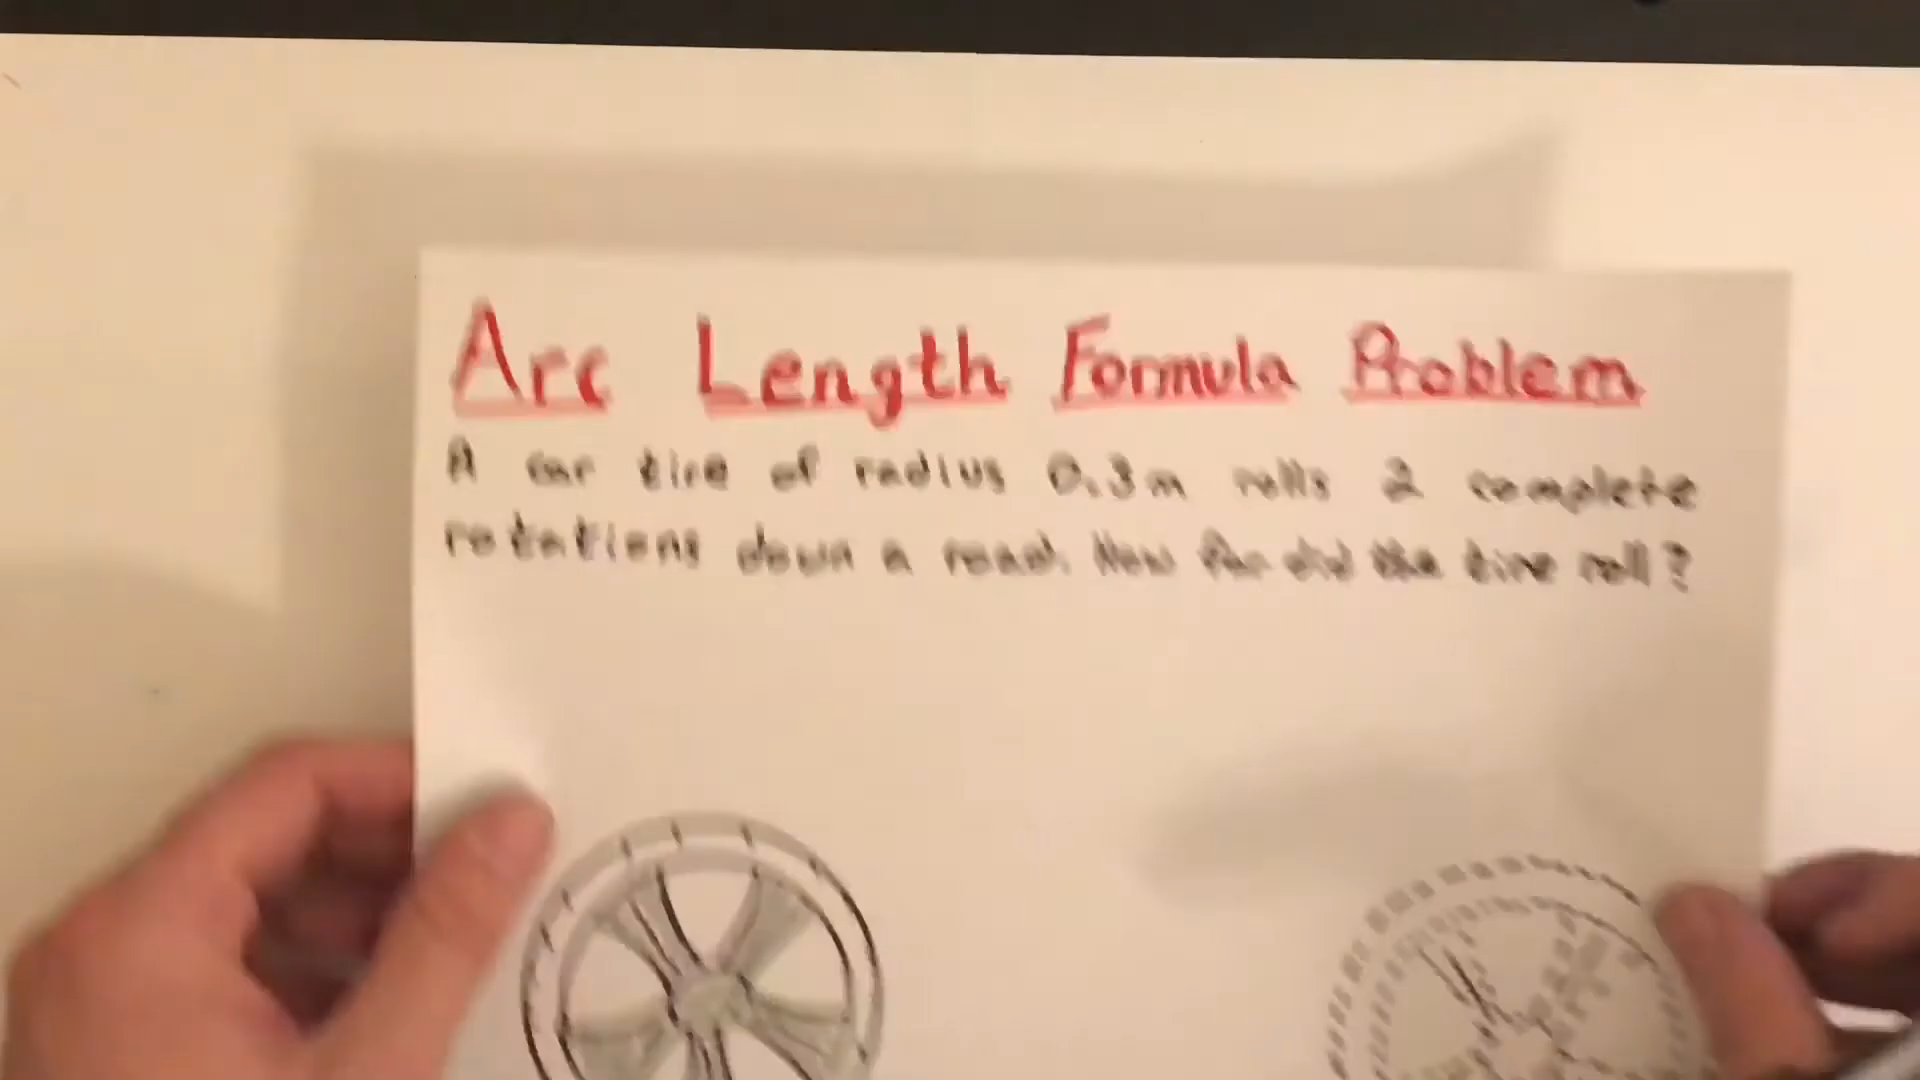 Arc Length Formula Problem
A car tire of radius 0.3m rolls 2 complete
rotations down a road. How far did the tire roll?